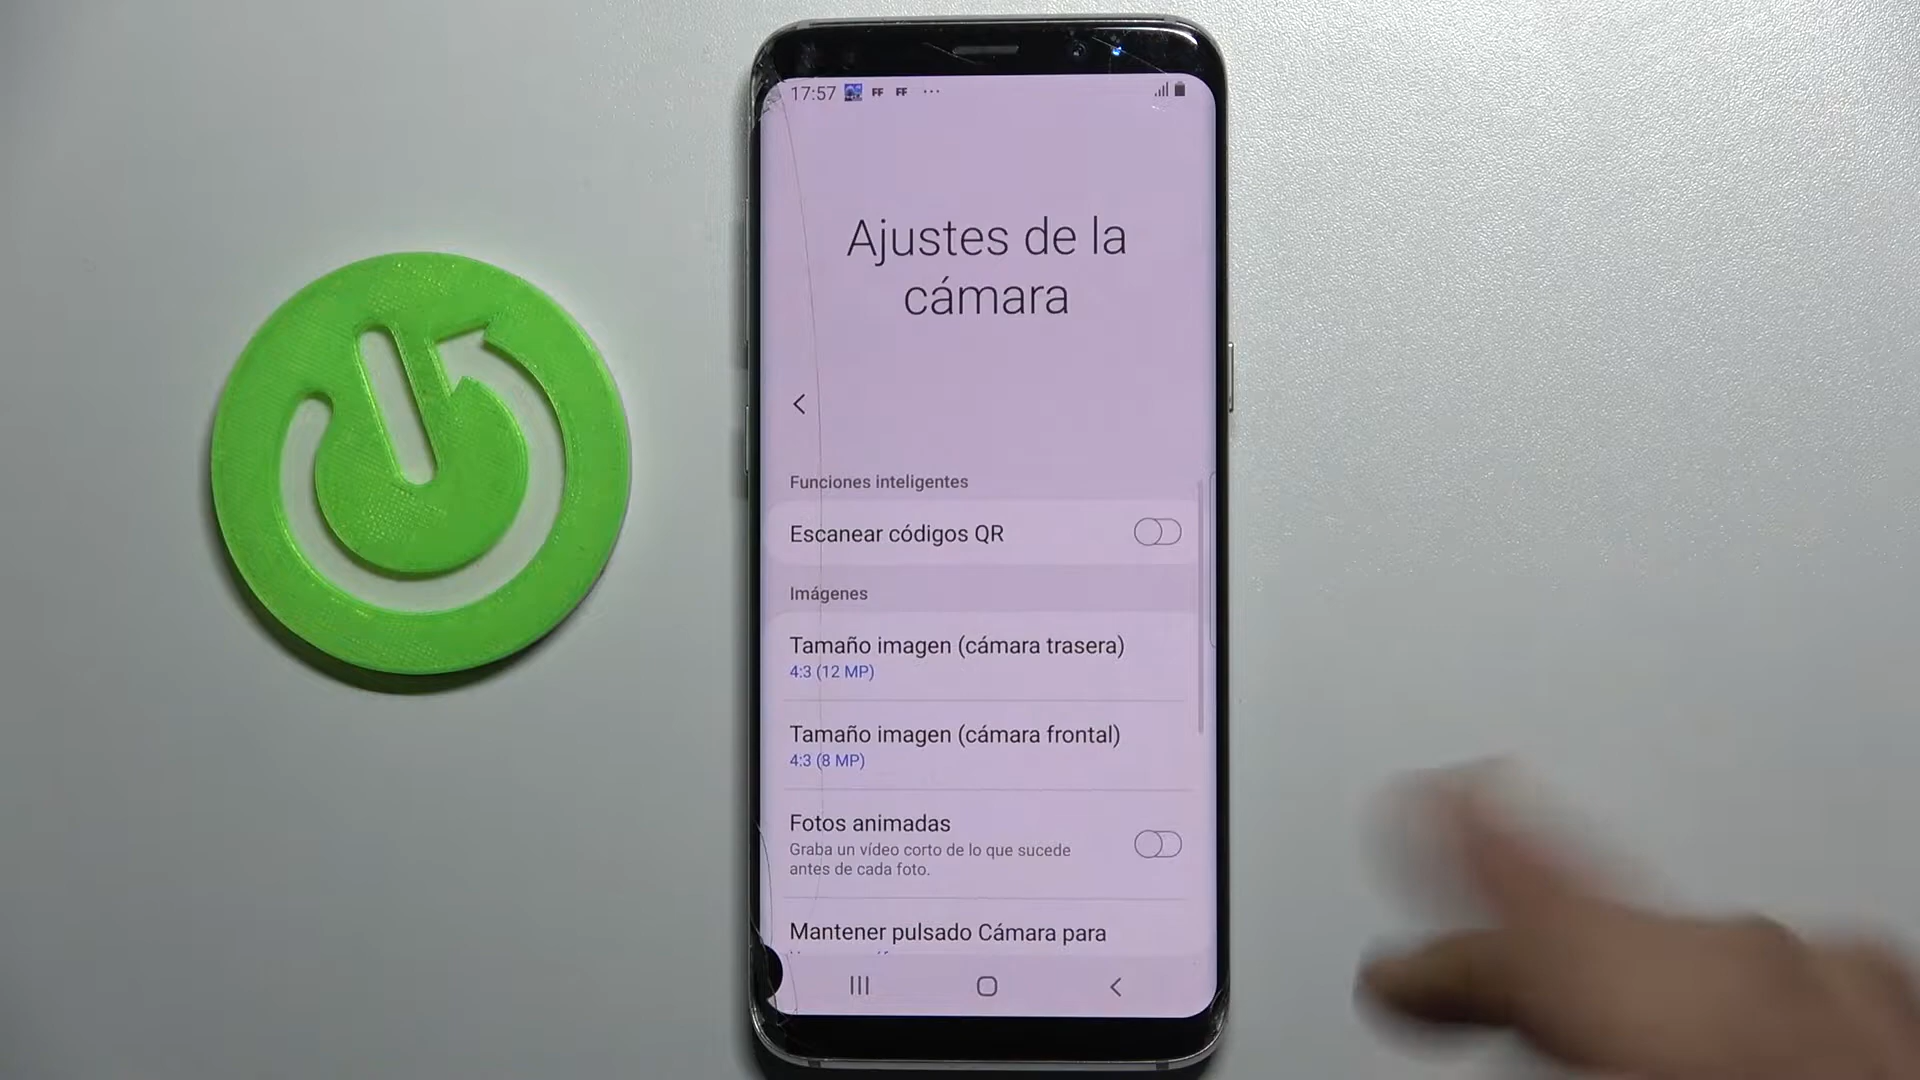 17:57 FF FF ...
Ajustes de la
cámara
Funciones inteligentes
Escanear códigos QR
Imágenes
Tamaño imagen (cámara trasera)
4:3 (12 MP)
Tamaño imagen (cámara frontal)
4:3 (8 MP)
Fotos animadas
Graba un vídeo corto de lo que sucede
antes de cada foto.
Mantener pulsado Cámara para